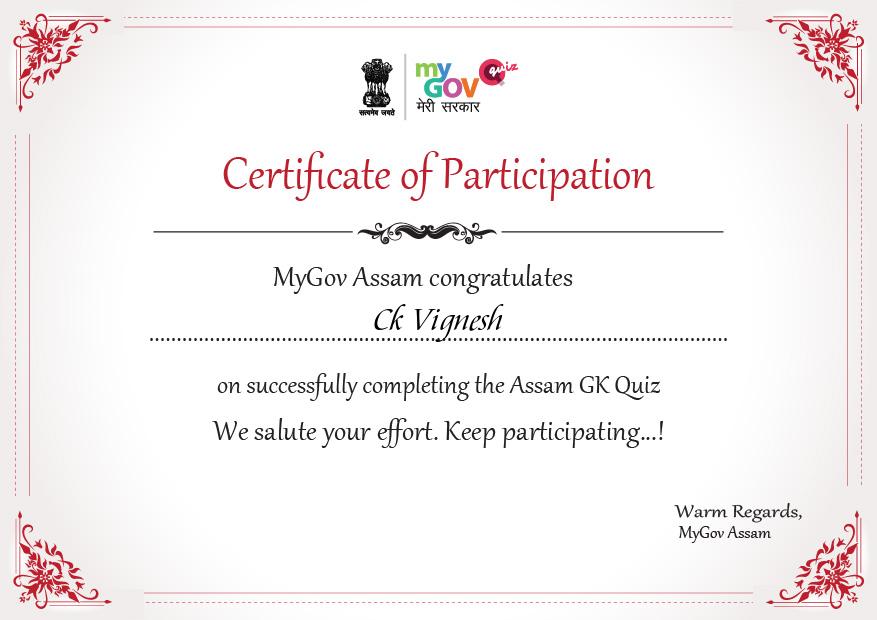 सत्यमेव जयते
my
GOV
quiz
मेरी सरकार
Certificate of Participation
MyGov Assam congratulates
Ck Vignesh
on successfully completing the Assam GK Quiz
We salute your effort. Keep participating...!
Warm Regards,
MyGov Assam